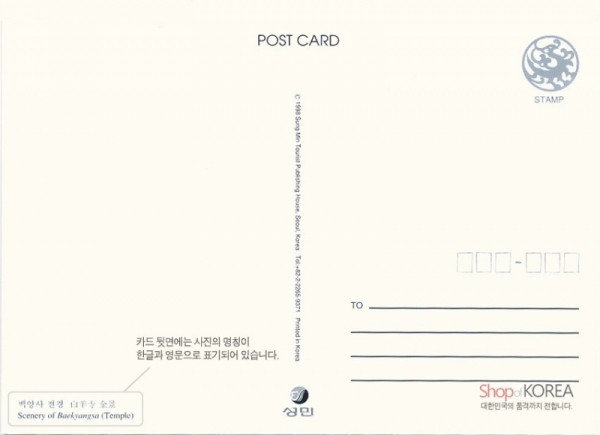 POST CARD
STAMP
© 1998 Sung Min Tourist Publishing House, Seoul, Korea Tel:+82-2-2265-9371 Printed in Korea
TO
카드 뒷면에는 사진의 명칭이
한글과 영문으로 표기되어 있습니다.
백양사 전경 白羊寺 全景
Scenery of Baekyangsa (Temple)
성민
Shop of KOREA
대한민국의 품격까지 전합니다.